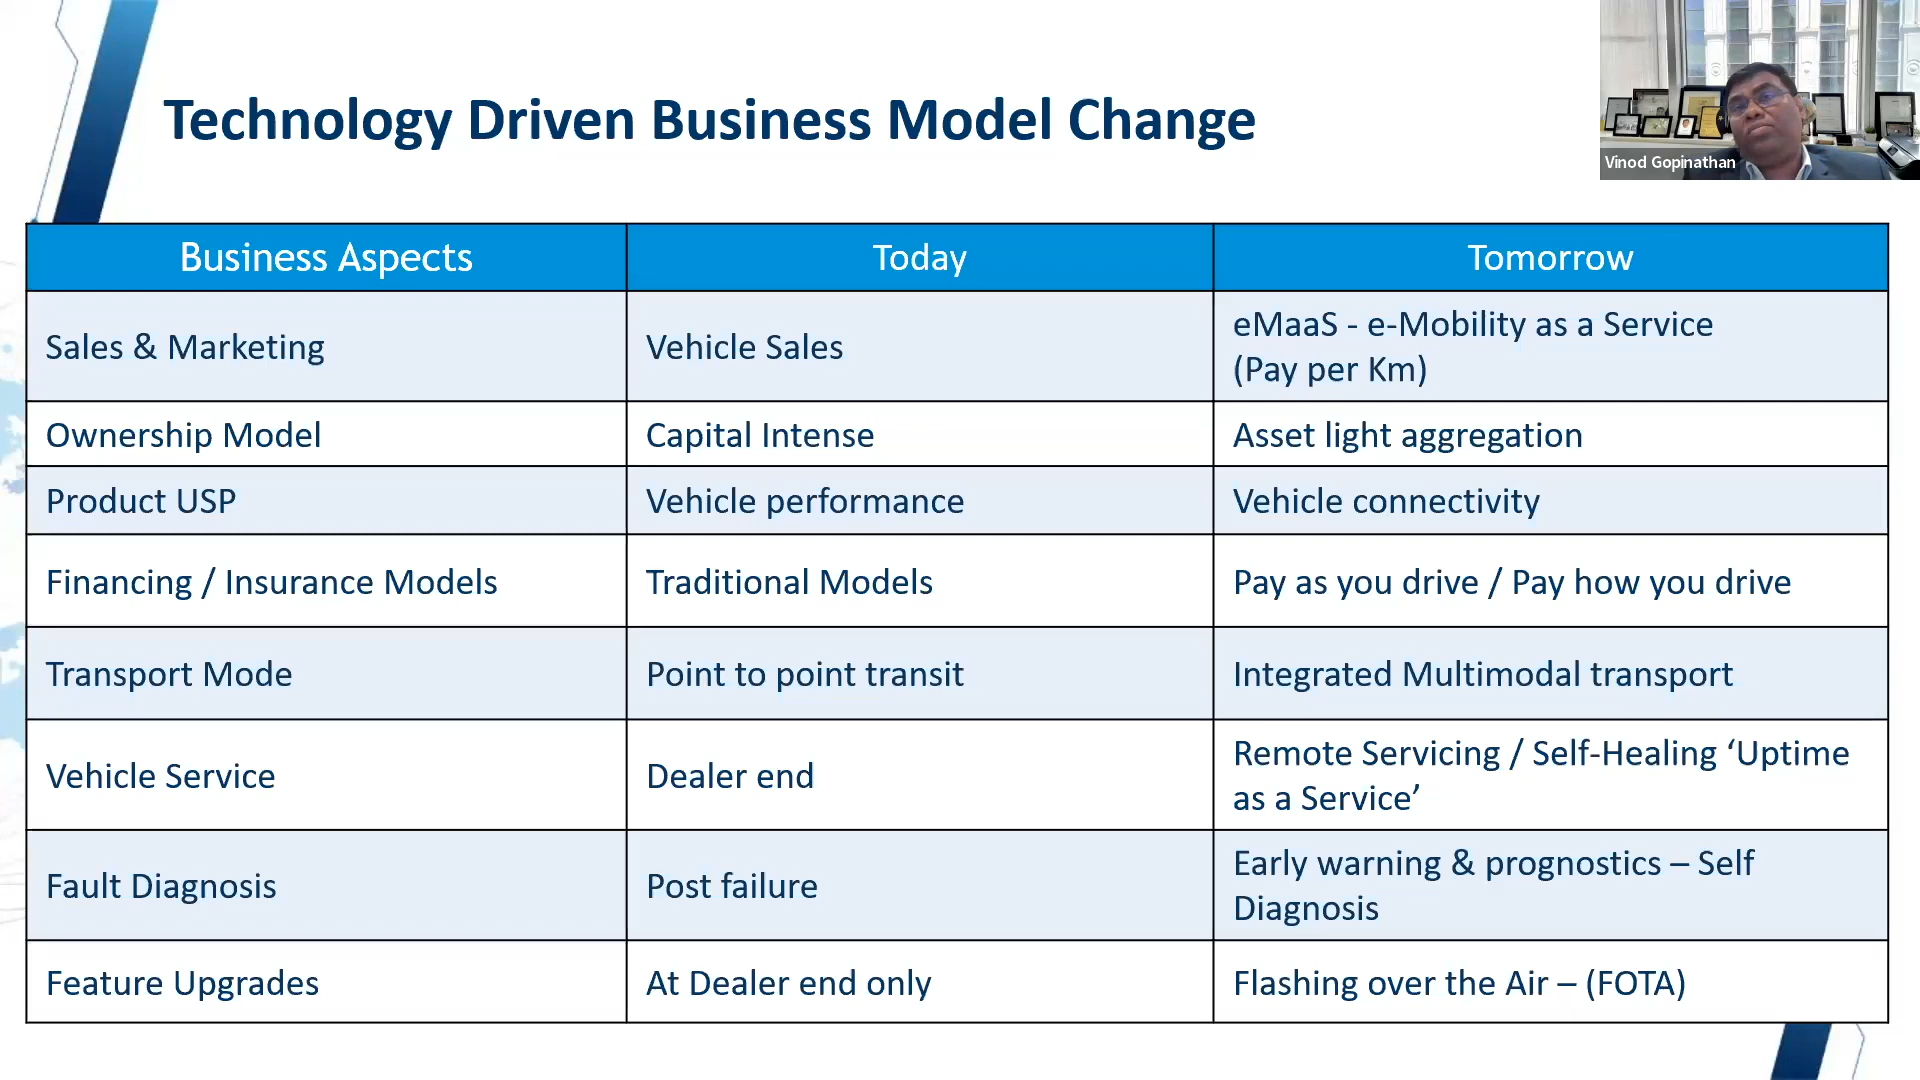 Technology Driven Business Model Change
Vinod Gopinathan
Business Aspects
Today
Tomorrow
Sales & Marketing
Vehicle Sales
eMaaS - e-Mobility as a Service
(Pay per Km)
Ownership Model
Capital Intense
Asset light aggregation
Product USP
Vehicle performance
Vehicle connectivity
Financing / Insurance Models
Traditional Models
Pay as you drive / Pay how you drive
Transport Mode
Point to point transit
Integrated Multimodal transport
Vehicle Service
Dealer end
Remote Servicing / Self-Healing ‘Uptime
as a Service’
Fault Diagnosis
Post failure
Early warning & prognostics – Self
Diagnosis
Feature Upgrades
At Dealer end only
Flashing over the Air – (FOTA)